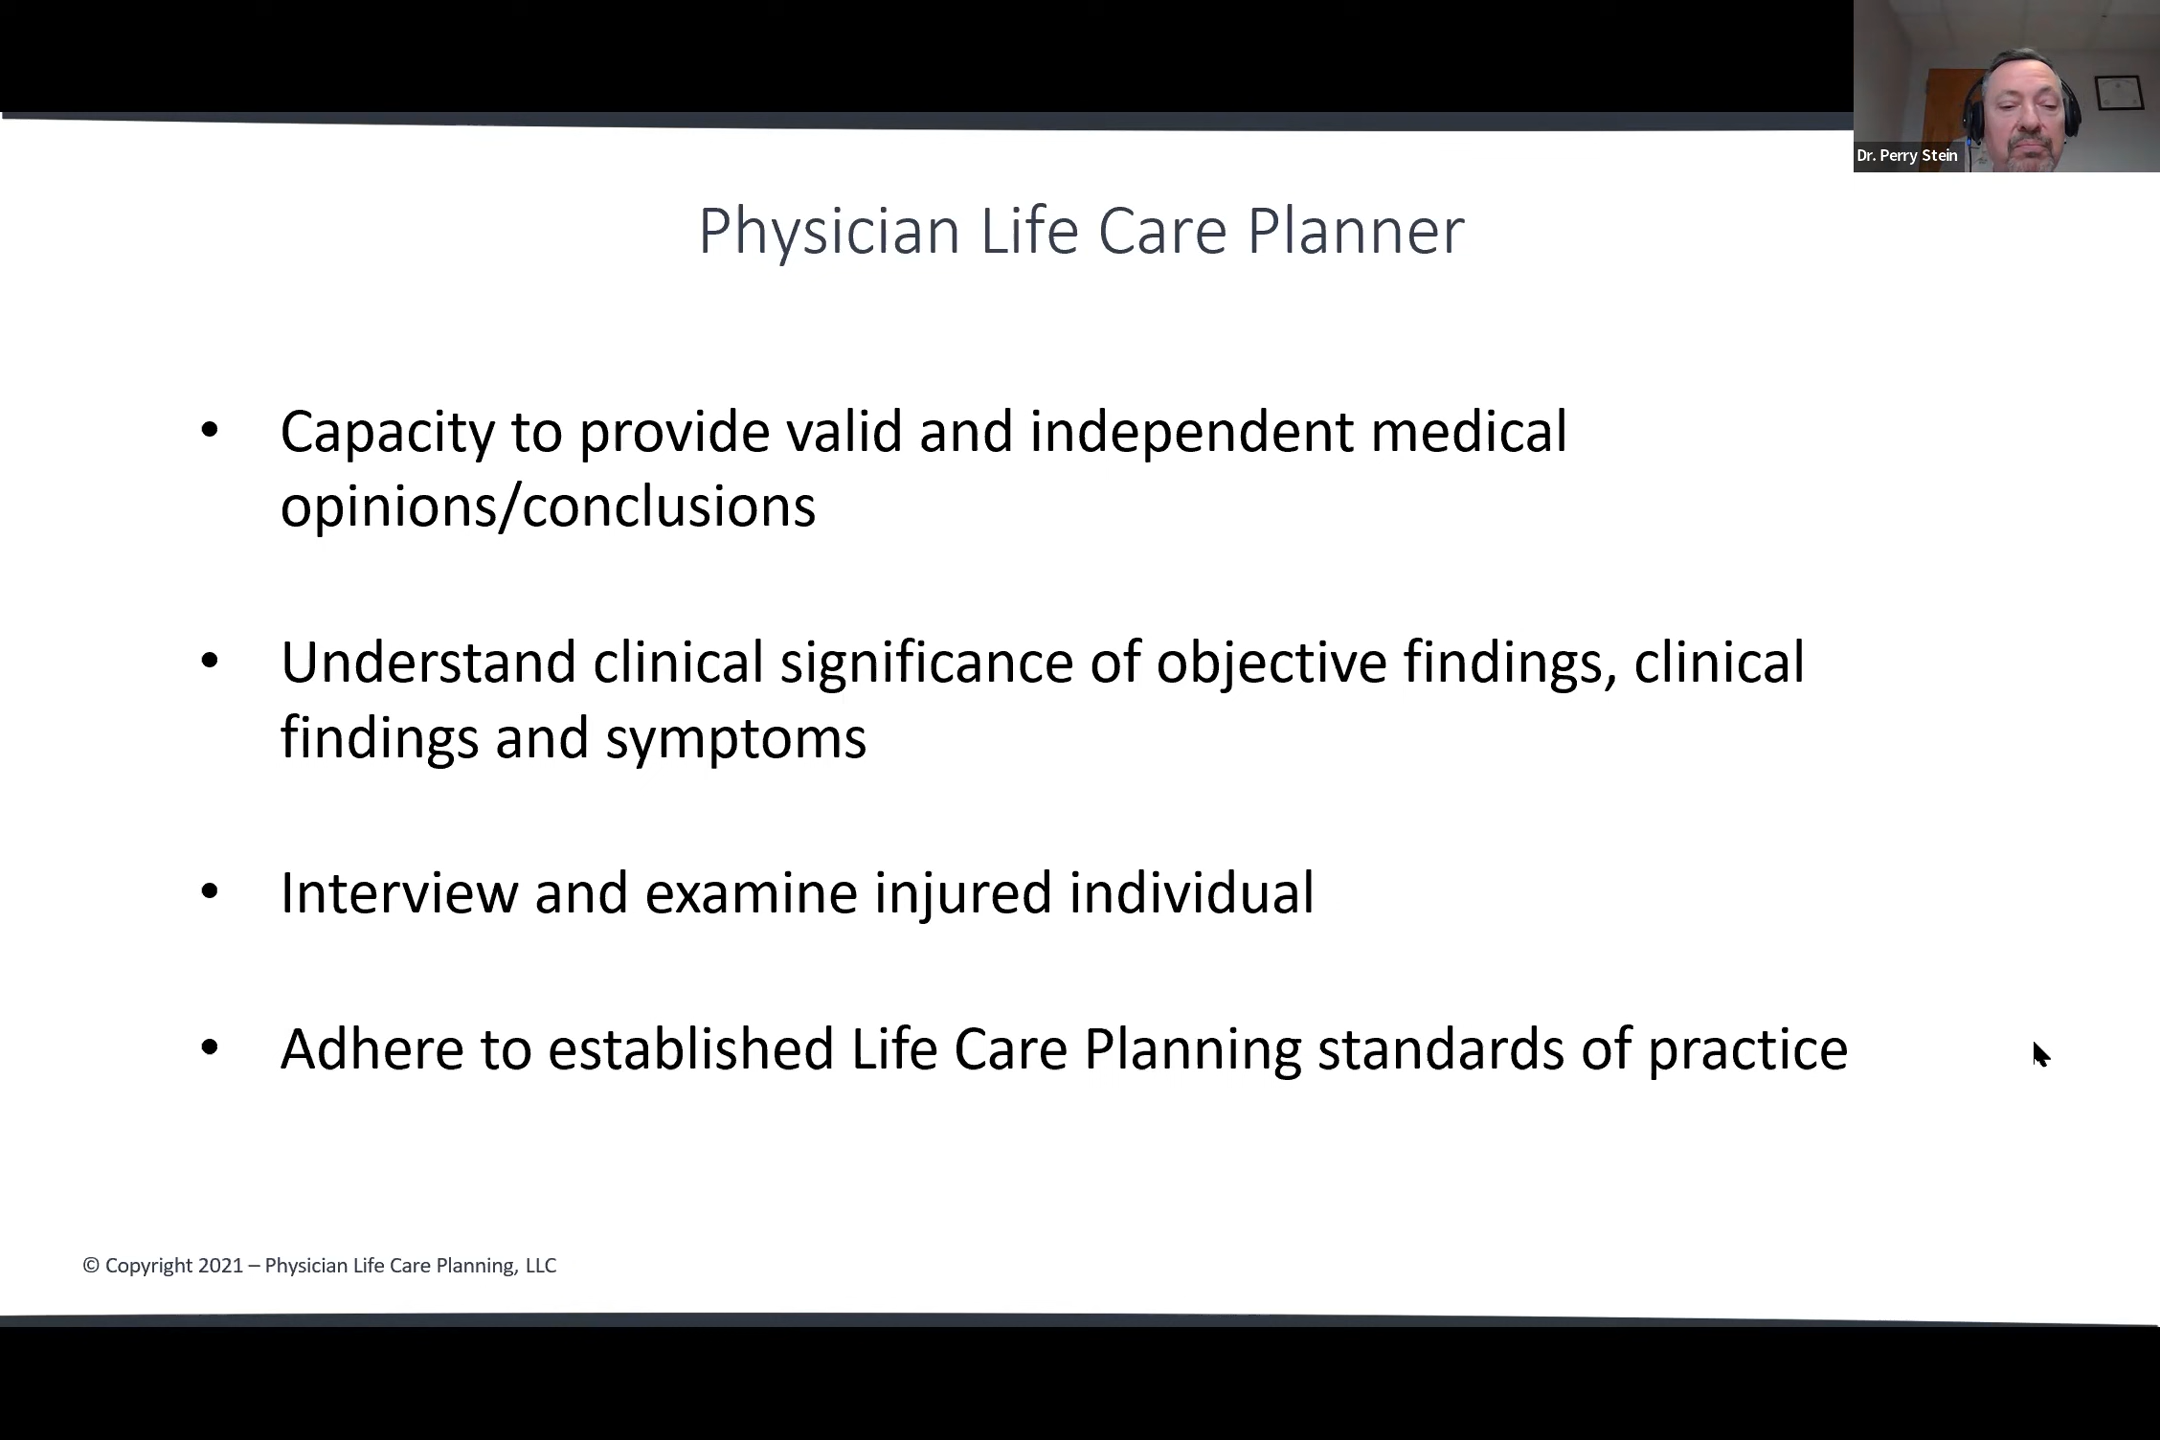 Dr. Perry Stein
Physician Life Care Planner
• Capacity to provide valid and independent medical
opinions/conclusions
• Understand clinical significance of objective findings, clinical
findings and symptoms
• Interview and examine injured individual
• Adhere to established Life Care Planning standards of practice
© Copyright 2021 – Physician Life Care Planning, LLC